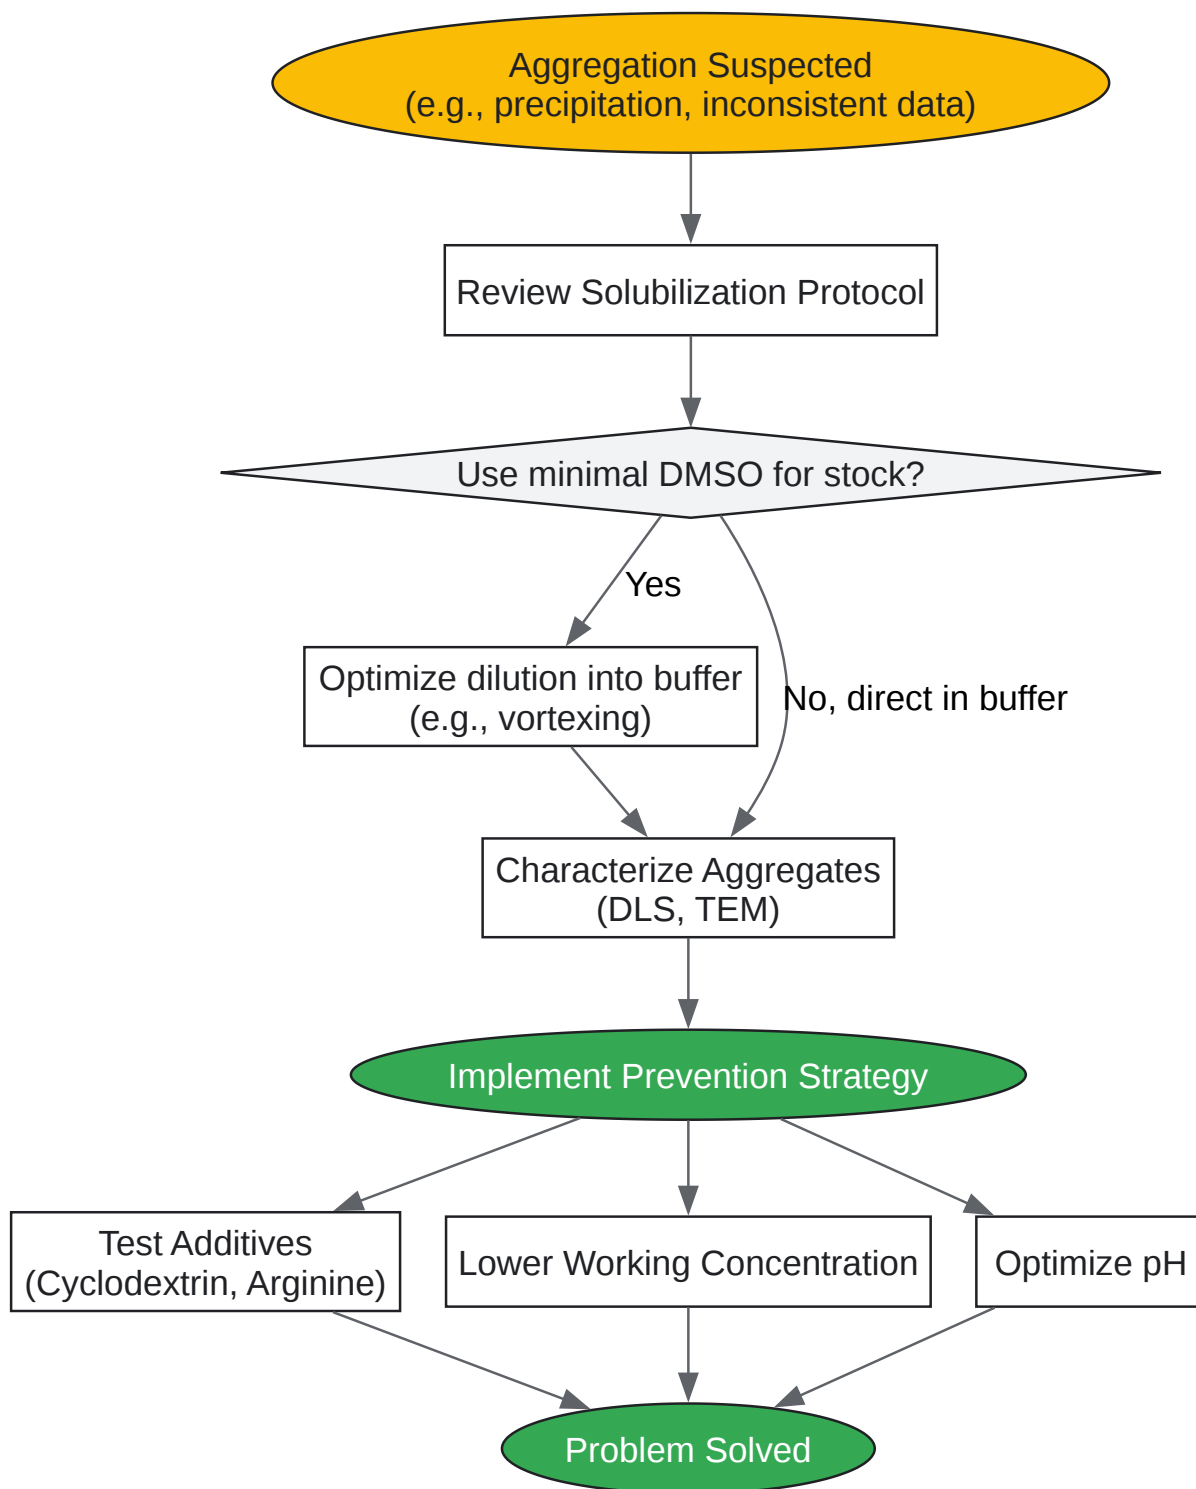 Aggregation Suspected
(e.g., precipitation, inconsistent data)
Review Solubilization Protocol
Use minimal DMSO for stock?
Yes
Optimize dilution into buffer
(e.g., vortexing)
No, direct in buffer
Characterize Aggregates
(DLS, TEM)
Implement Prevention Strategy
Test Additives
(Cyclodextrin, Arginine)
Lower Working Concentration
Optimize pH
Problem Solved